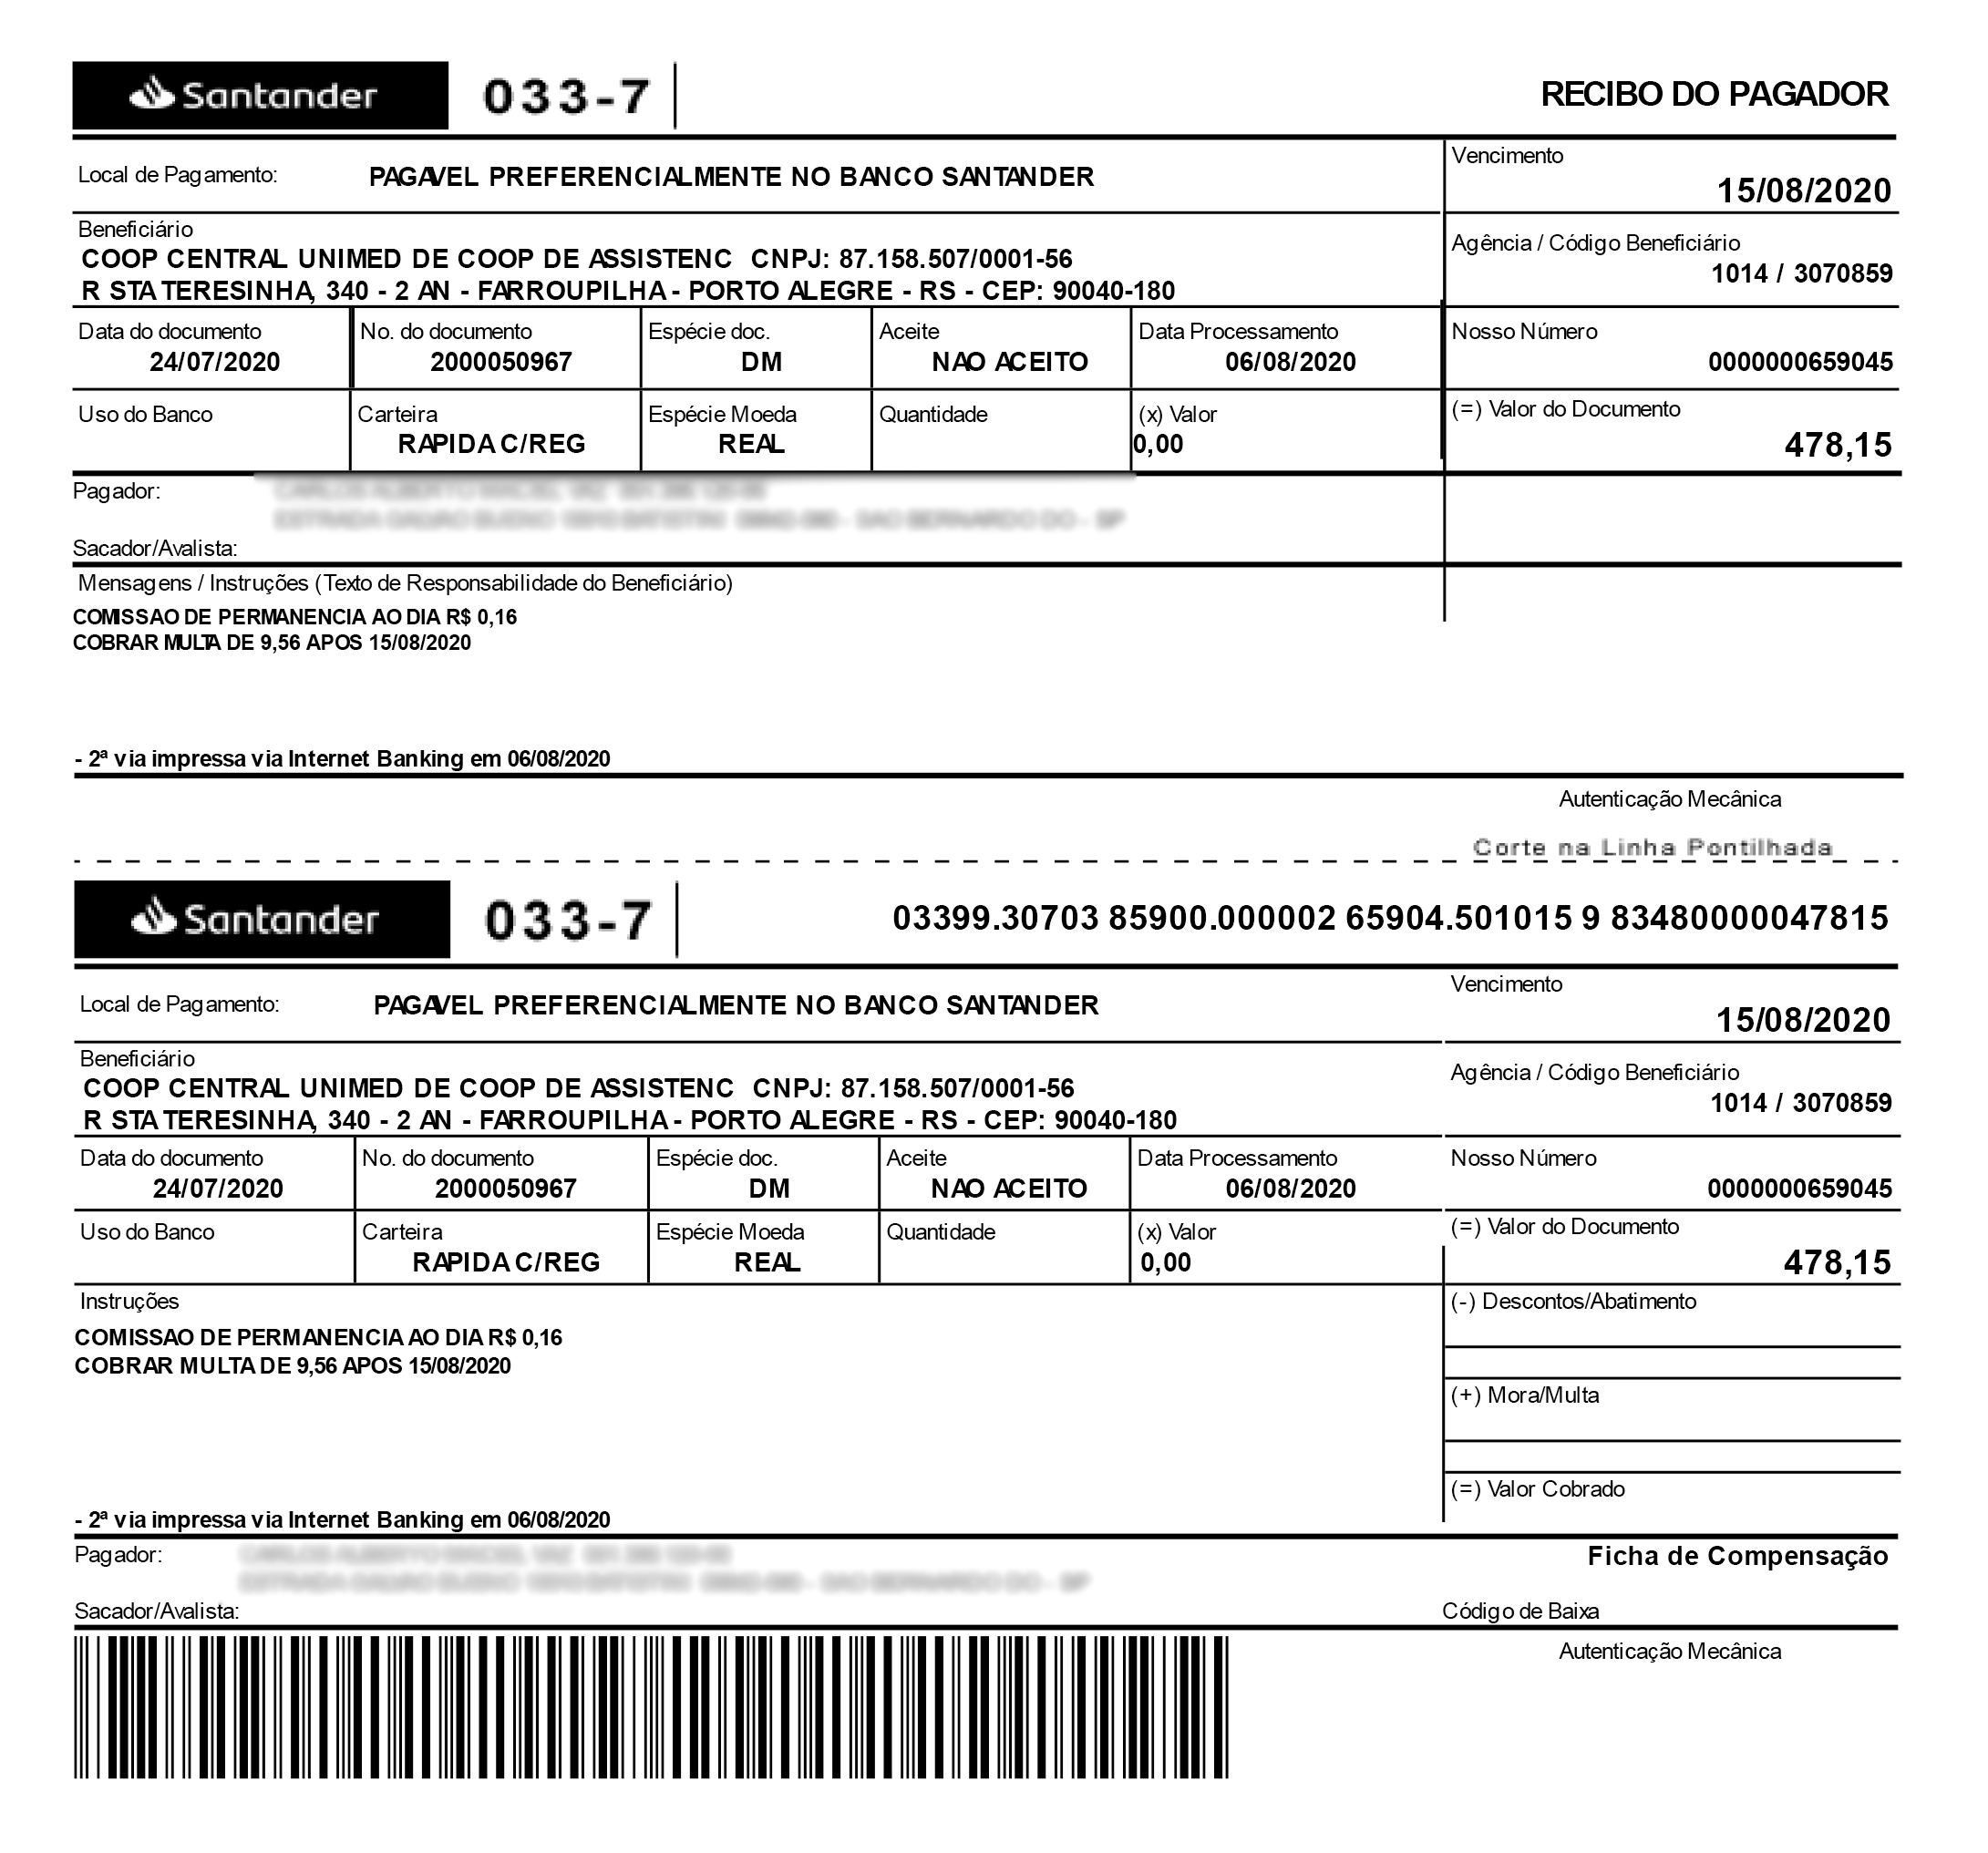 Santander 033-7 RECIBO DO PAGADOR
Local de Pagamento: PAGAVEL PREFERENCIALMENTE NO BANCO SANTANDER
Vencimento
15/08/2020
Beneficiário
COOP CENTRAL UNIMED DE COOP DE ASSISTENC CNPJ: 87.158.507/0001-56
R STA TERESINHA, 340 - 2 AN - FARROUPILHA - PORTO ALEGRE - RS - CEP: 90040-180
Agência / Código Beneficiário
1014 / 3070859
Data do documento No. do documento Espécie doc. Aceite Data Processamento Nosso Número
24/07/2020 2000050967 DM NAO ACEITO 06/08/2020 0000000659045
Uso do Banco Carteira Espécie Moeda Quantidade (x) Valor (=) Valor do Documento
RAPIDA C/REG REAL 0,00 478,15
Pagador:
Sacador/Avalista:
Mensagens / Instruções (Texto de Responsabilidade do Beneficiário)
COMISSAO DE PERMANENCIA AO DIA R$ 0,16
COBRAR MULTA DE 9,56 APOS 15/08/2020
- 2ª via impressa via Internet Banking em 06/08/2020
Autenticação Mecânica
Corte na Linha Pontilhada
Santander 033-7 03399.30703 85900.000002 65904.501015 9 83480000047815
Local de Pagamento: PAGAVEL PREFERENCIALMENTE NO BANCO SANTANDER
Vencimento
15/08/2020
Beneficiário
COOP CENTRAL UNIMED DE COOP DE ASSISTENC CNPJ: 87.158.507/0001-56
R STA TERESINHA, 340 - 2 AN - FARROUPILHA - PORTO ALEGRE - RS - CEP: 90040-180
Agência / Código Beneficiário
1014 / 3070859
Data do documento No. do documento Espécie doc. Aceite Data Processamento Nosso Número
24/07/2020 2000050967 DM NAO ACEITO 06/08/2020 0000000659045
Uso do Banco Carteira Espécie Moeda Quantidade (x) Valor (=) Valor do Documento
RAPIDA C/REG REAL 0,00 478,15
Instruções
COMISSAO DE PERMANENCIA AO DIA R$ 0,16
COBRAR MULTA DE 9,56 APOS 15/08/2020
(-) Descontos/Abatimento
(+) Mora/Multa
(=) Valor Cobrado
- 2ª via impressa via Internet Banking em 06/08/2020
Pagador:
Ficha de Compensação
Sacador/Avalista: Código de Baixa
Autenticação Mecânica